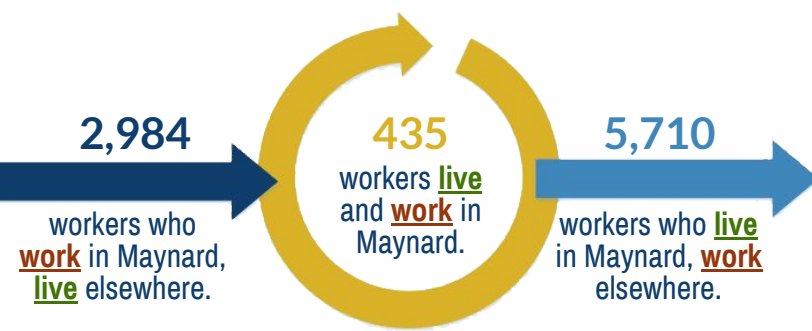 2,984
workers who
work in Maynard,
live elsewhere.
435
workers live
and work in
Maynard.
5,710
workers who live
in Maynard, work
elsewhere.